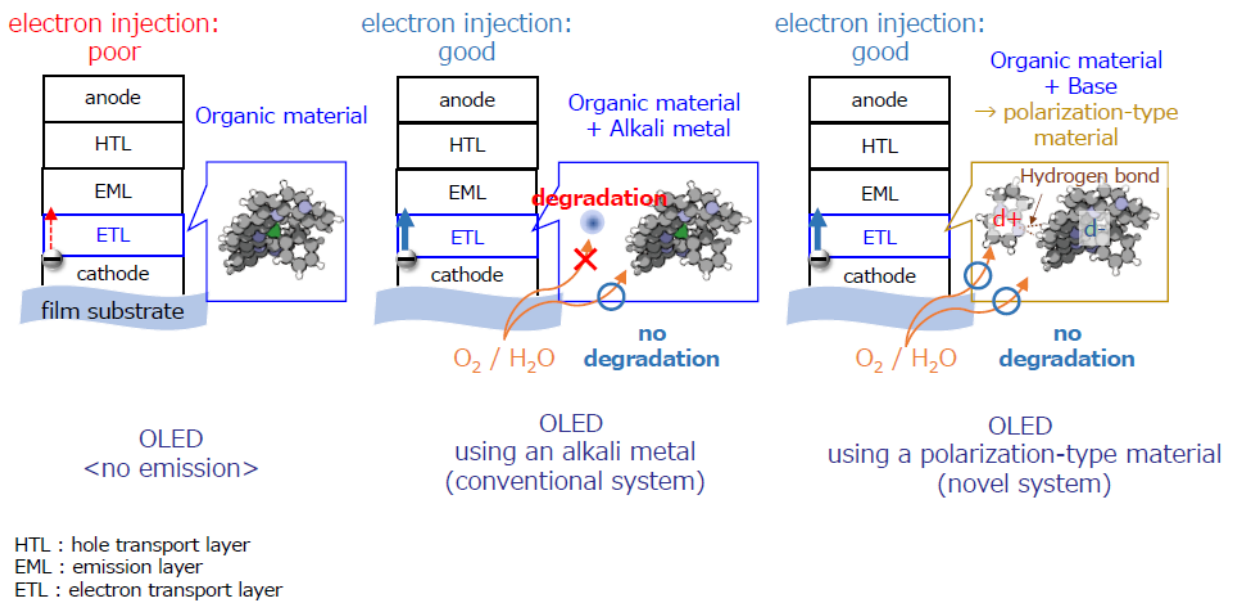 electron injection:
poor
anode
HTL
EML
ETL
cathode
film substrate
Organic material
OLED
<no emission>
electron injection:
good
anode
HTL
EML
ETL
cathode
Organic material
+ Alkali metal
degradation
O₂ / H₂O
no
degradation
OLED
using an alkali metal
(conventional system)
electron injection:
good
anode
HTL
EML
ETL
cathode
Organic material
+ Base
→ polarization-type
material
Hydrogen bond
d+
d-
O₂ / H₂O
no
degradation
OLED
using a polarization-type material
(novel system)
HTL : hole transport layer
EML : emission layer
ETL : electron transport layer